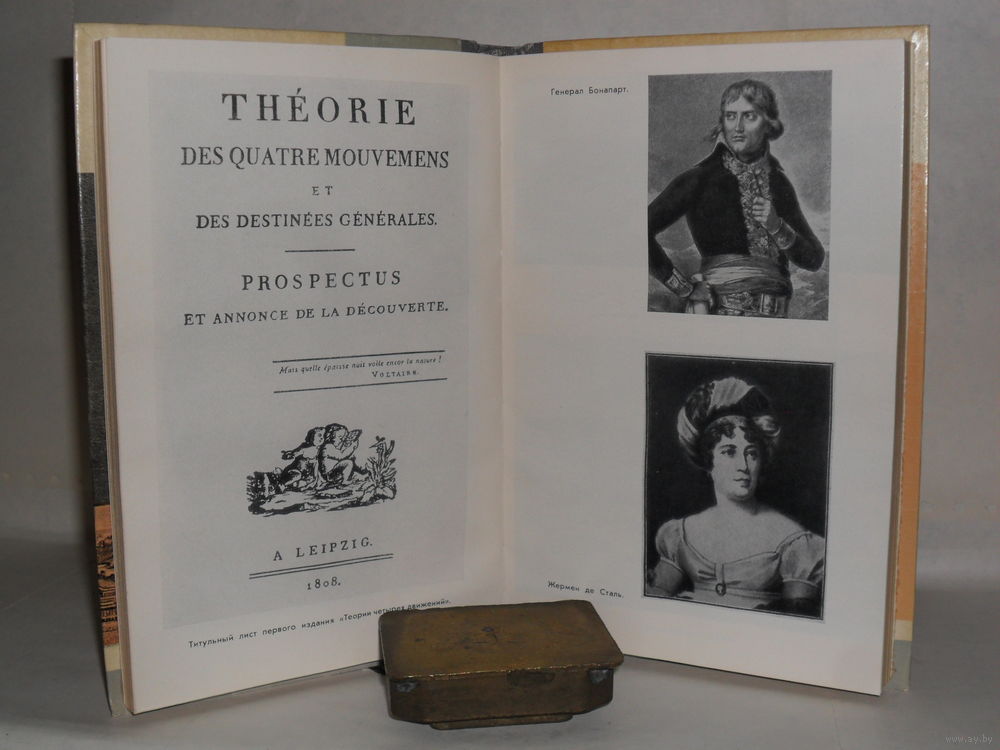 THÉORIE
DES QUATRE MOUVEMENS
ET
DES DESTINÉES GÉNÉRALES.
PROSPECTUS
ET ANNONCE DE LA DÉCOUVERTE.
Mais quelle épaisse nuit voile encor la nature !
VOLTAIRE.
A LEIPZIG.
1808.
Титульный лист первого издания «Теории четырех движений».
Генерал Бонапарт.
Жермен де Сталь.
www.ay.by